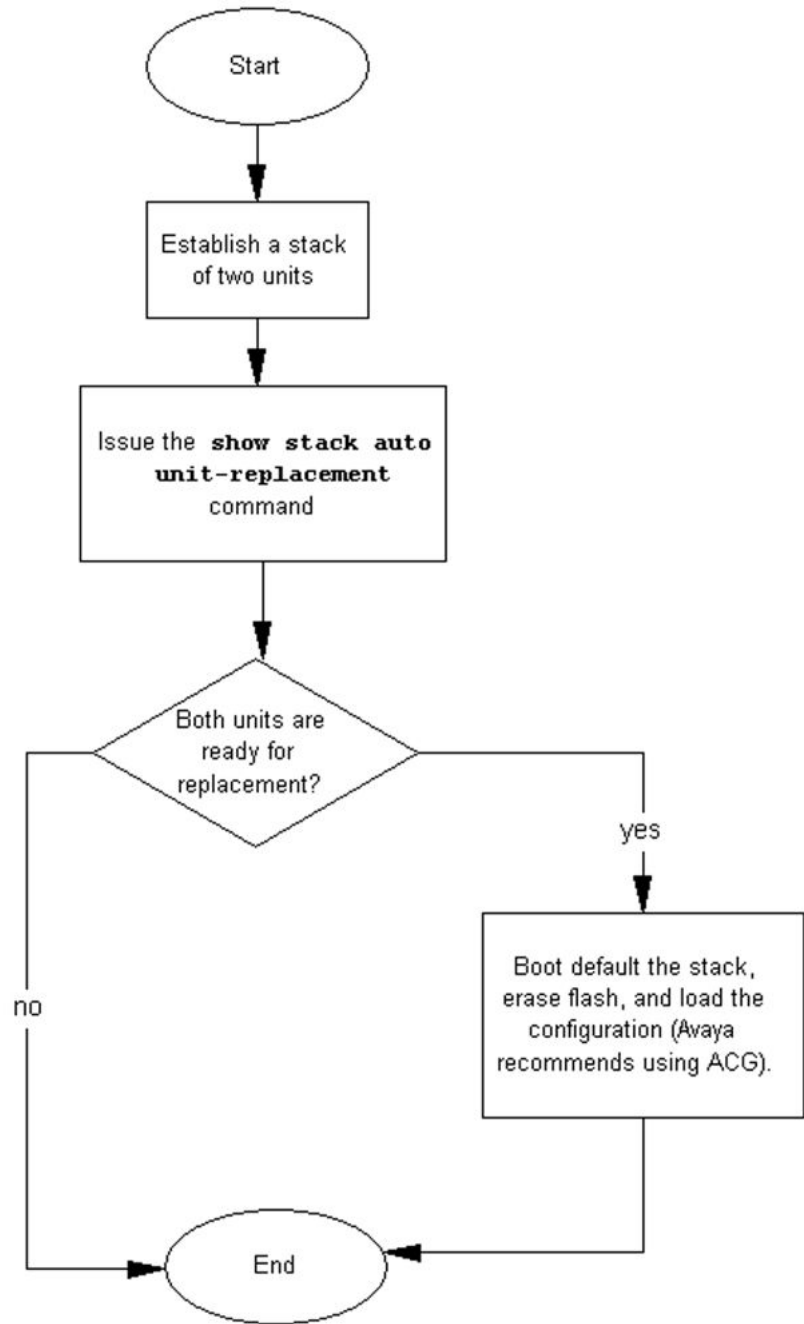 Start
Establish a stack
of two units
Issue the show stack auto
unit-replacement
command
Both units are
ready for
replacement?
yes
no
Boot default the stack,
erase flash, and load the
configuration (Avaya
recommends using ACG).
End